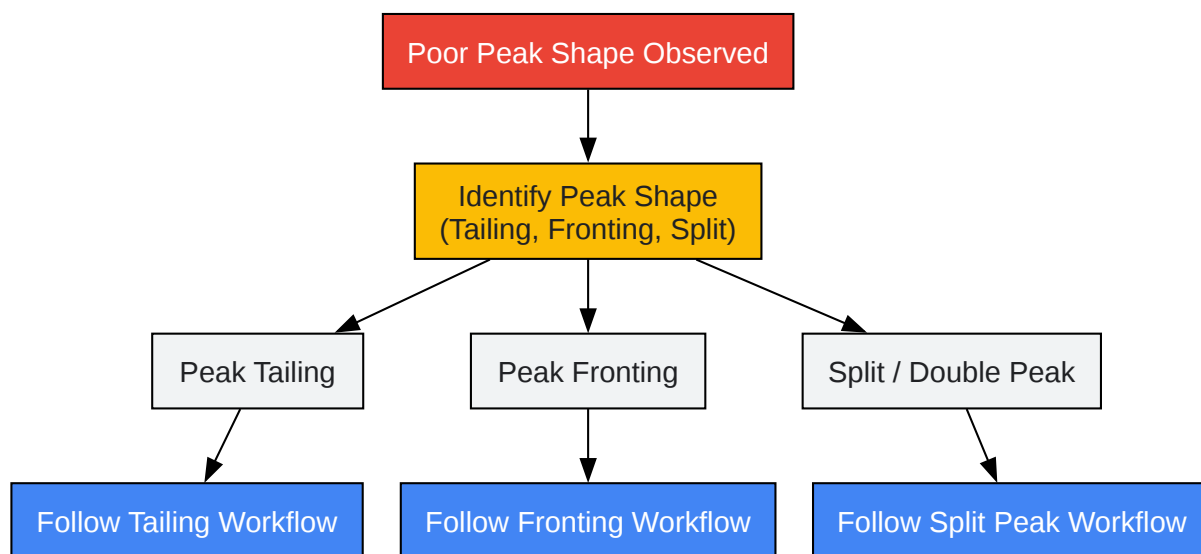 Poor Peak Shape Observed
Identify Peak Shape
(Tailing, Fronting, Split)
Peak Tailing
Peak Fronting
Split / Double Peak
Follow Tailing Workflow
Follow Fronting Workflow
Follow Split Peak Workflow